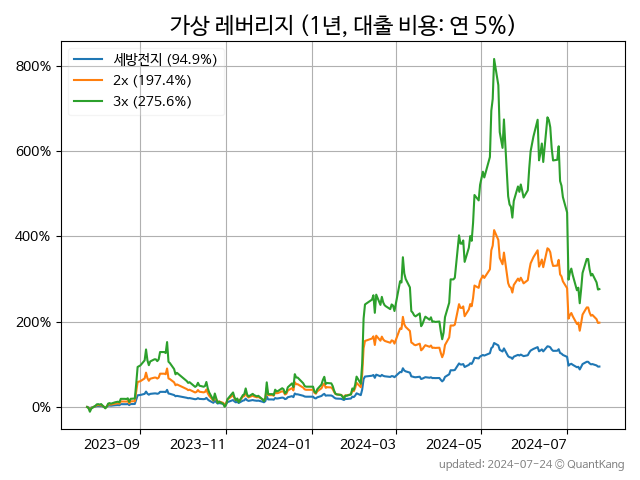 가상 레버리지 (1년, 대출 비용: 연 5%)
세방전지 (94.9%)
2x (197.4%)
3x (275.6%)
800%
600%
400%
200%
0%
2023-09 2023-11 2024-01 2024-03 2024-05 2024-07
updated: 2024-07-24 © QuantKang